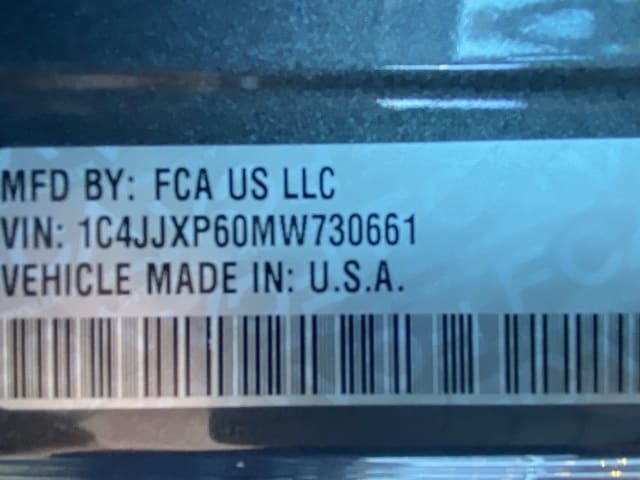 MFD BY: FCA US LLC
VIN: 1C4JJXP60MW730661
VEHICLE MADE IN: U.S.A.